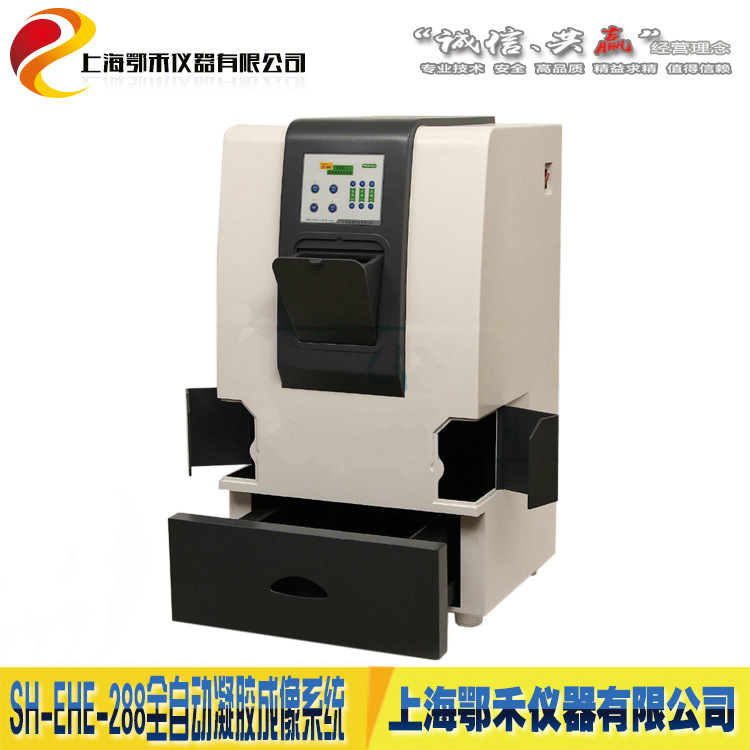 上海鄂禾仪器有限公司
“诚信、共赢”经营理念
专业技术 安全 高品质 精益求精 值得信赖
SH-EHE-288全自动凝胶成像系统
上海鄂禾仪器有限公司